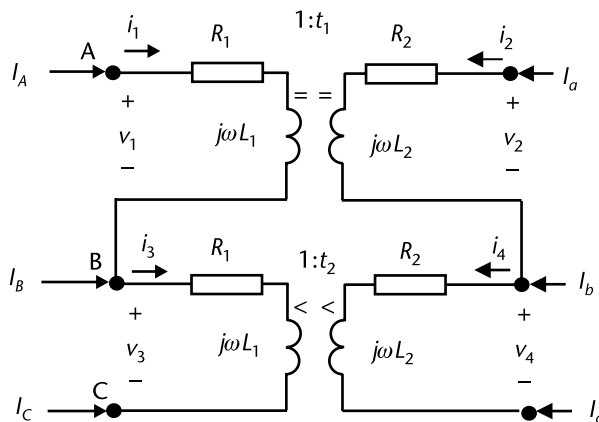 i1 R1 1:t1 R2 i2
A
IA Ia
+ = = +
v1 jωL1 jωL2 v2
− −
i3 R1 1:t2 R2 i4
B
IB Ib
+ < < +
v3 jωL1 jωL2 v4
− −
C
IC